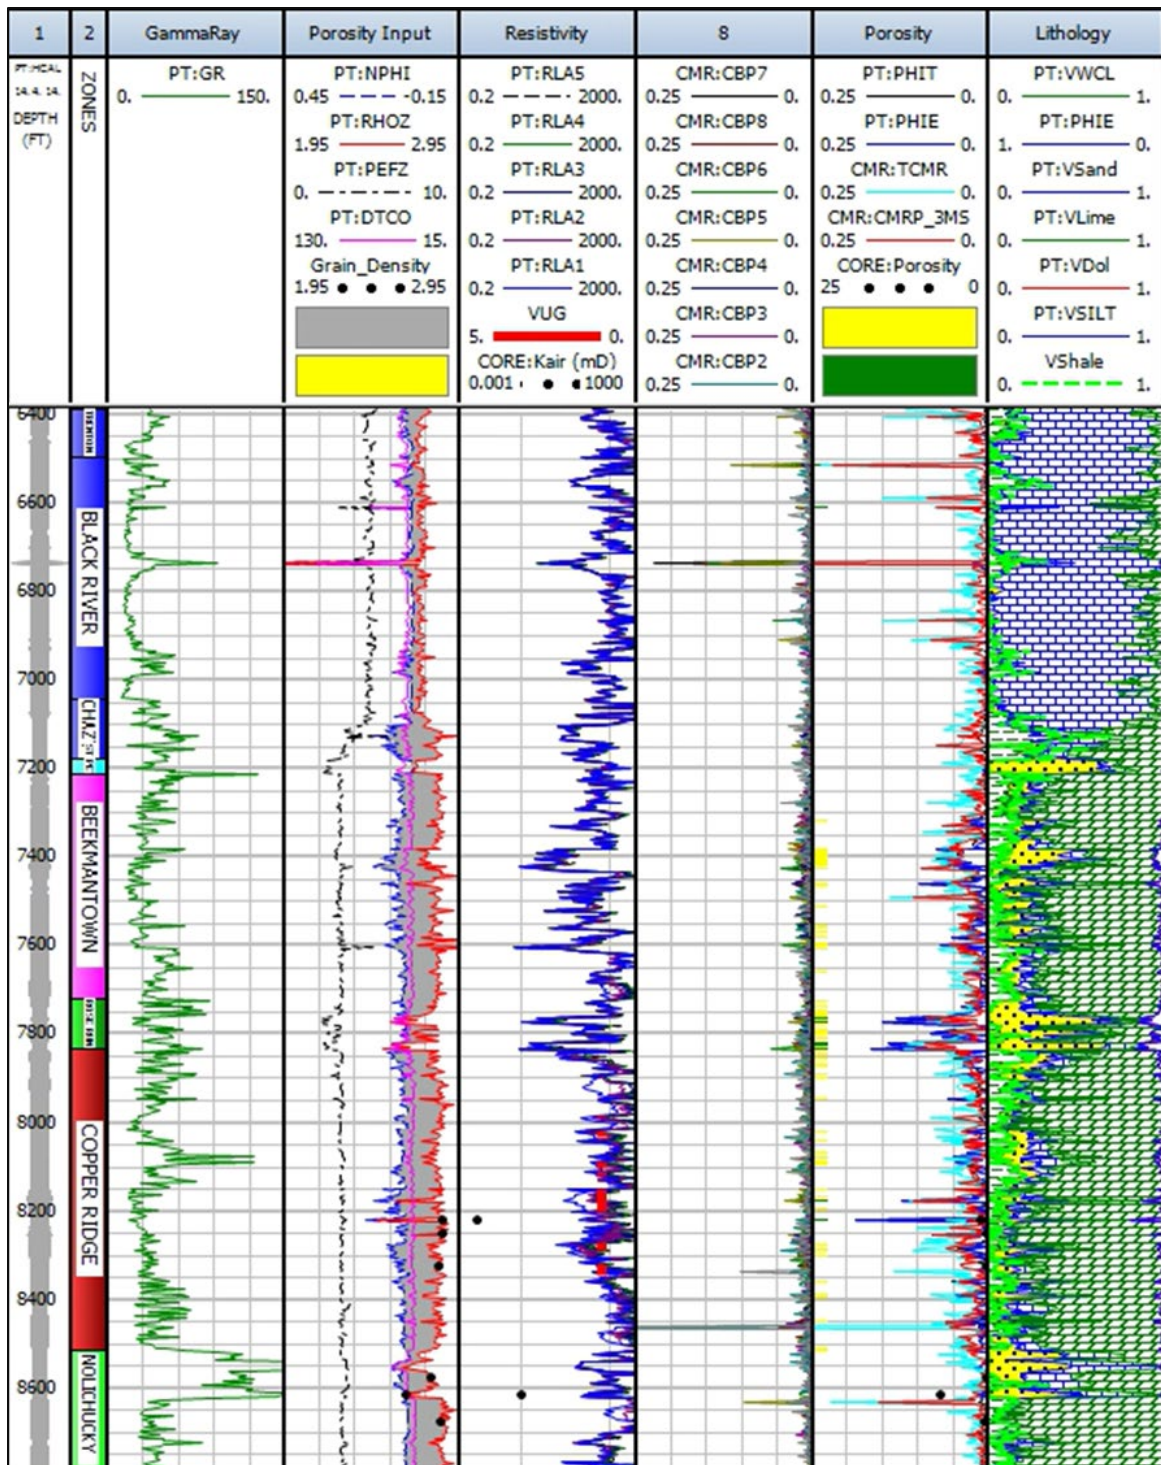 1 2 GammaRay Porosity Input Resistivity 8 Porosity Lithology
PT:HCAL
14. 4. 14.
DEPTH
(FT)
ZONES
PT:GR
0. 150.
PT:NPHI
0.45 -0.15
PT:RHOZ
1.95 2.95
PT:PEFZ
0. 10.
PT:DTCO
130. 15.
Grain_Density
1.95 2.95
PT:RLA5
0.2 2000.
PT:RLA4
0.2 2000.
PT:RLA3
0.2 2000.
PT:RLA2
0.2 2000.
PT:RLA1
0.2 2000.
VUG
5. 0.
CORE:Kair (mD)
0.001 1000
CMR:CBP7
0.25 0.
CMR:CBP8
0.25 0.
CMR:CBP6
0.25 0.
CMR:CBP5
0.25 0.
CMR:CBP4
0.25 0.
CMR:CBP3
0.25 0.
CMR:CBP2
0.25 0.
PT:PHIT
0.25 0.
PT:PHIE
0.25 0.
CMR:TCMR
0.25 0.
CMR:CMRP_3MS
0.25 0.
CORE:Porosity
25 0
PT:VWCL
0. 1.
PT:PHIE
1. 0.
PT:VSand
0. 1.
PT:VLime
0. 1.
PT:VDol
0. 1.
PT:VSILT
0. 1.
VShale
0. 1.
6400
6600
6800
7000
7200
7400
7600
7800
8000
8200
8400
8600
TRENTON
BLACK RIVER
CHAZ
BEEKMANTOWN
COPPER RIDGE
NOLICHUCKY